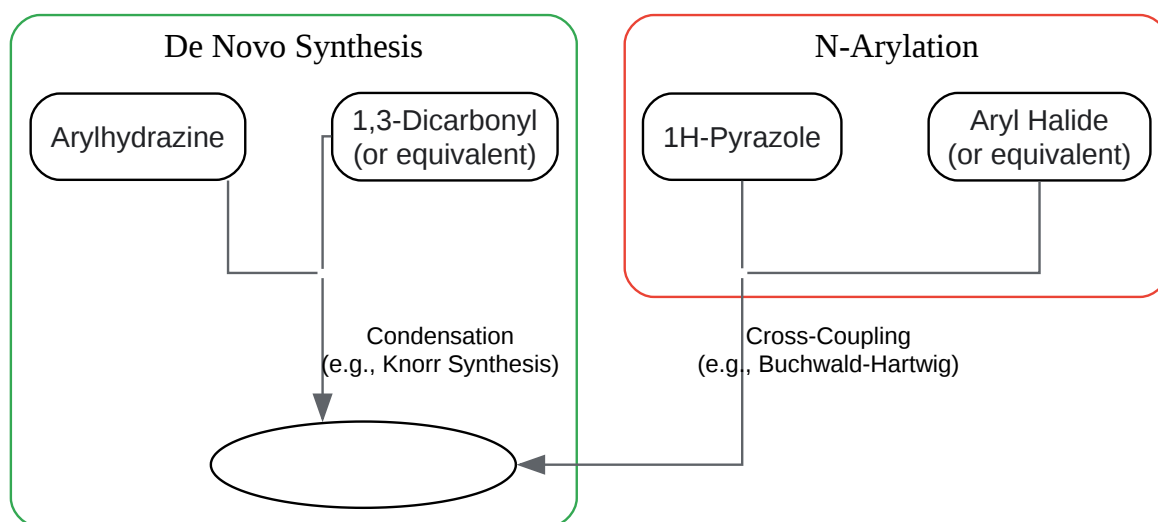 De Novo Synthesis
Arylhydrazine
1,3-Dicarbonyl
(or equivalent)
Condensation
(e.g., Knorr Synthesis)
N-Arylation
1H-Pyrazole
Aryl Halide
(or equivalent)
Cross-Coupling
(e.g., Buchwald-Hartwig)